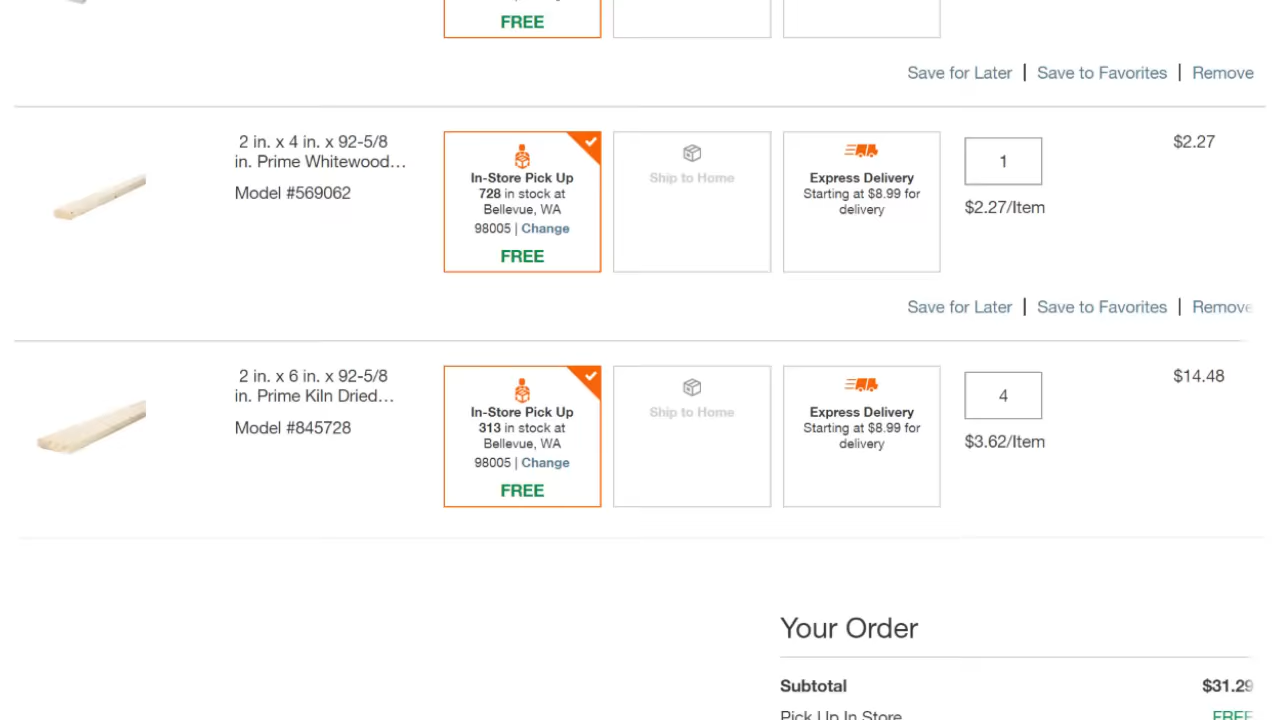 FREE
Save for Later | Save to Favorites | Remove
2 in. x 4 in. x 92-5/8
in. Prime Whitewood…
Model #569062
In-Store Pick Up
728 in stock at
Bellevue, WA
98005 | Change
FREE
Ship to Home
Express Delivery
Starting at $8.99 for
delivery
1
$2.27/Item
$2.27
Save for Later | Save to Favorites | Remove
2 in. x 6 in. x 92-5/8
in. Prime Kiln Dried…
Model #845728
In-Store Pick Up
313 in stock at
Bellevue, WA
98005 | Change
FREE
Ship to Home
Express Delivery
Starting at $8.99 for
delivery
4
$3.62/Item
$14.48
Your Order
Subtotal $31.29
Pick Up In Store FREE